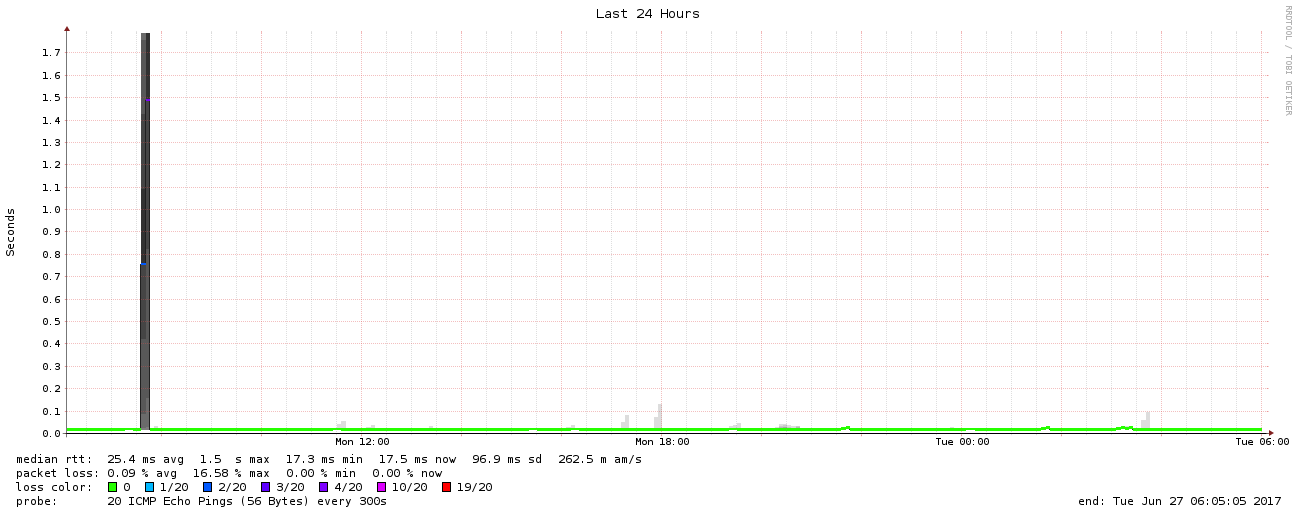 Last 24 Hours
RRDTOOL / TOBI OETIKER
Seconds
1.7
1.6
1.5
1.4
1.3
1.2
1.1
1.0
0.9
0.8
0.7
0.6
0.5
0.4
0.3
0.2
0.1
0.0
Mon 12:00 Mon 18:00 Tue 00:00 Tue 06:00
median rtt: 25.4 ms avg 1.5 s max 17.3 ms min 17.5 ms now 96.9 ms sd 262.5 m am/s
packet loss: 0.09 % avg 16.58 % max 0.00 % min 0.00 % now
loss color: 0 1/20 2/20 3/20 4/20 10/20 19/20
probe: 20 ICMP Echo Pings (56 Bytes) every 300s end: Tue Jun 27 06:05:05 2017